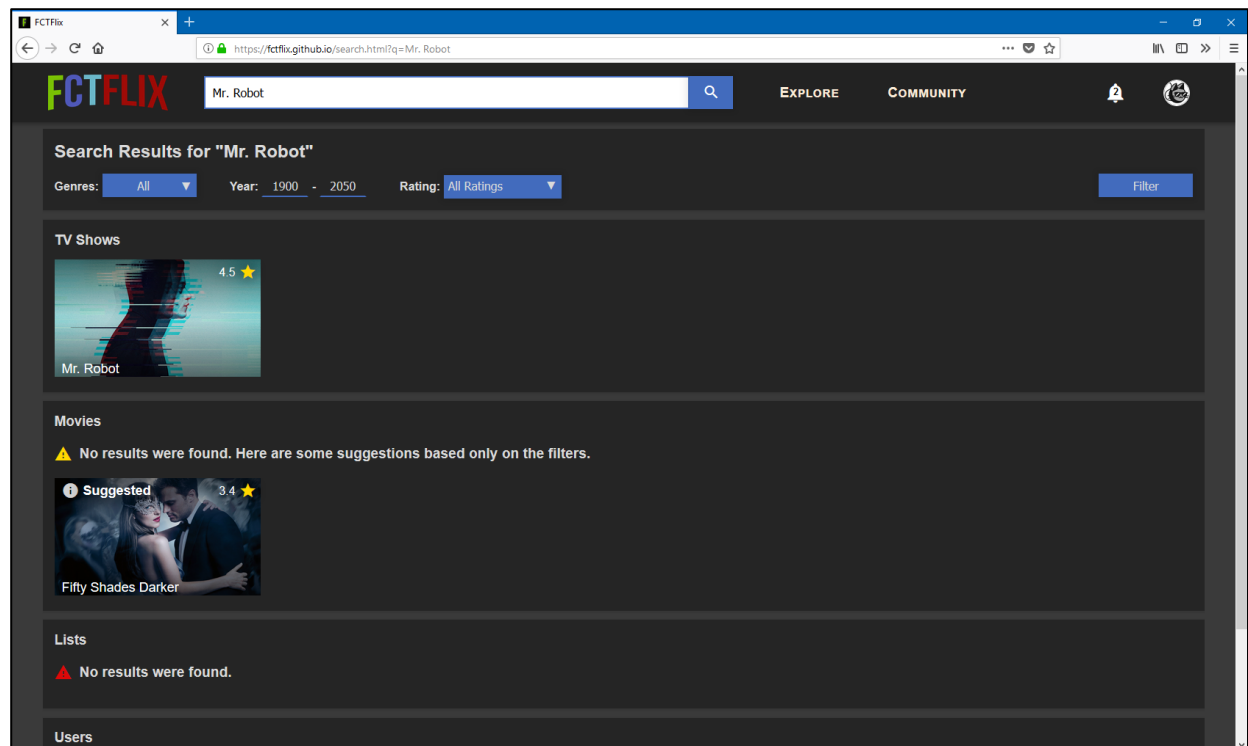 FCTFlix
https://fctflix.github.io/search.html?q=Mr. Robot
FCTFLIX
Mr. Robot
EXPLORE
COMMUNITY
2
Search Results for "Mr. Robot"
Genres: All Year: 1900 - 2050 Rating: All Ratings Filter
TV Shows
4.5
Mr. Robot
Movies
No results were found. Here are some suggestions based only on the filters.
Suggested 3.4
Fifty Shades Darker
Lists
No results were found.
Users